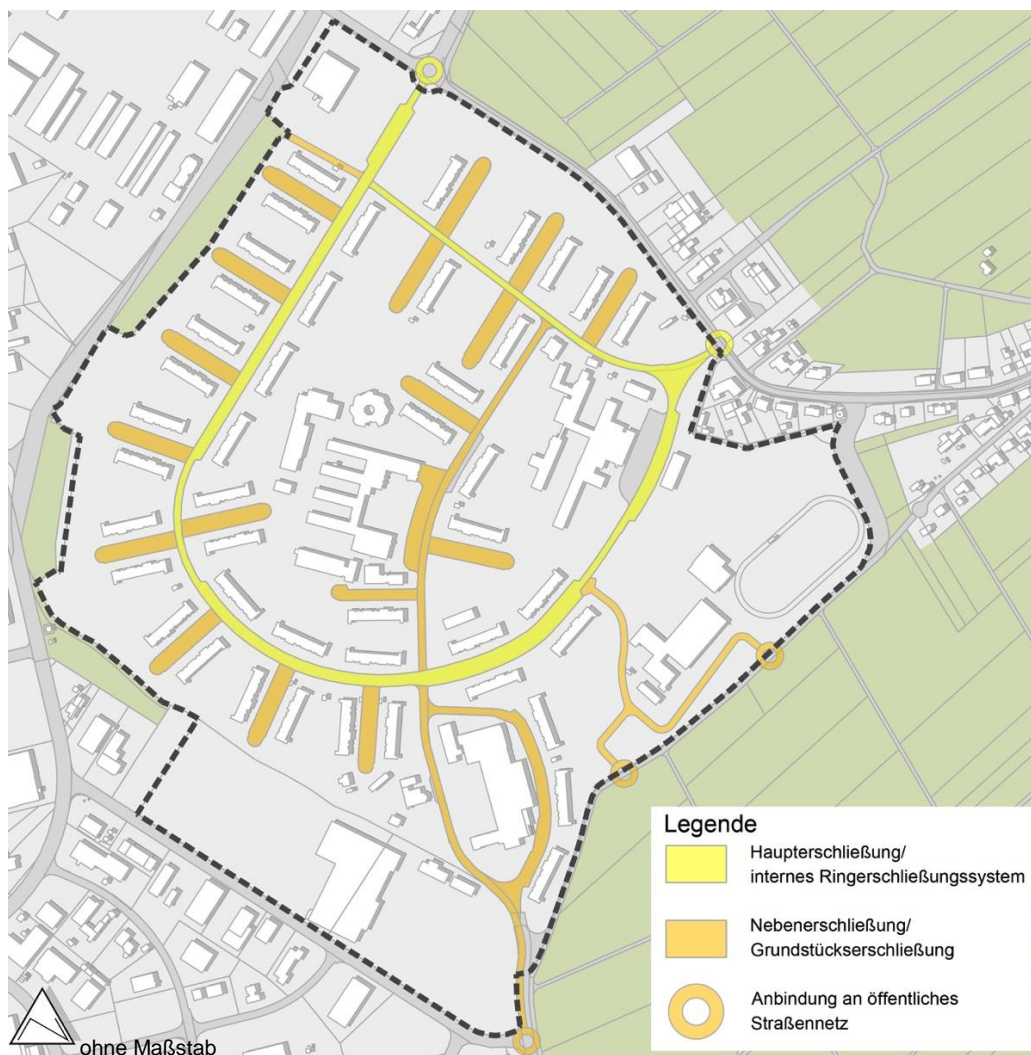 Legende
Haupterschließung/
internes Ringerschließungssystem
Nebenerschließung/
Grundstückserschließung
Anbindung an öffentliches
Straßennetz
ohne Maßstab